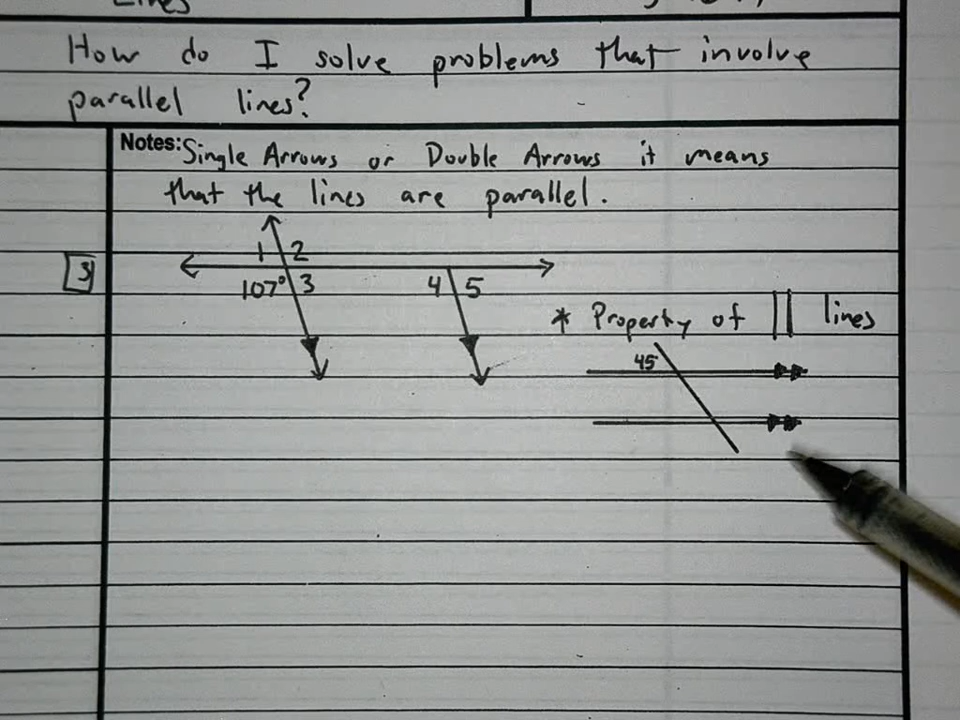 Lines
How do I solve problems that involve
parallel lines?
Notes: Single Arrows or Double Arrows it means
that the lines are parallel.
1 2
3
107° 3 4 5
* Property of || lines
45